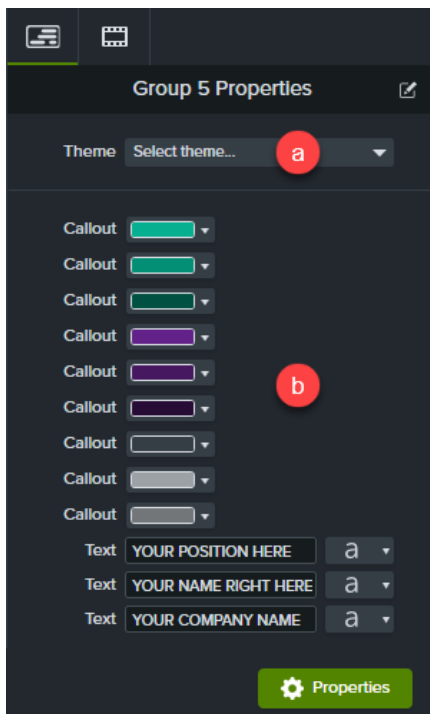 Group 5 Properties
Theme Select theme... a
Callout
Callout
Callout
Callout
Callout
Callout b
Callout
Callout
Callout
Text YOUR POSITION HERE a
Text YOUR NAME RIGHT HERE a
Text YOUR COMPANY NAME a
Properties